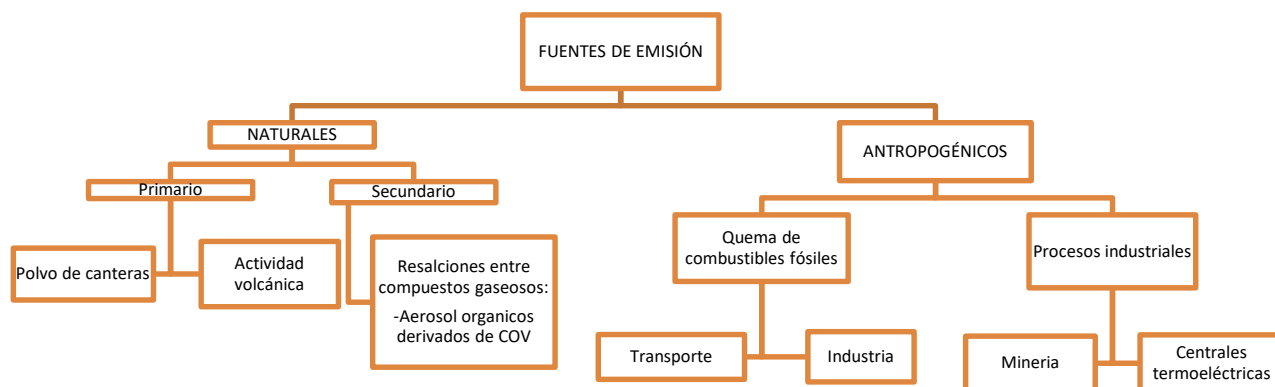 FUENTES DE EMISIÓN
NATURALES
ANTROPOGÉNICOS
Primario
Secundario
Polvo de canteras
Actividad
volcánica
Resalciones entre
compuestos gaseosos:
-Aerosol organicos
derivados de COV
Quema de
combustibles fósiles
Procesos industriales
Transporte
Industria
Mineria
Centrales
termoeléctricas